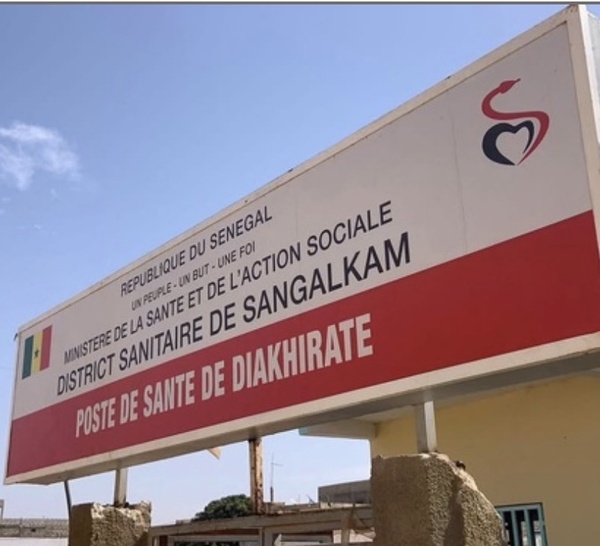 REPUBLIQUE DU SENEGAL
UN PEUPLE - UN BUT - UNE FOI
MINISTERE DE LA SANTE ET DE L'ACTION SOCIALE
DISTRICT SANITAIRE DE SANGALKAM
POSTE DE SANTE DE DIAKHIRATE